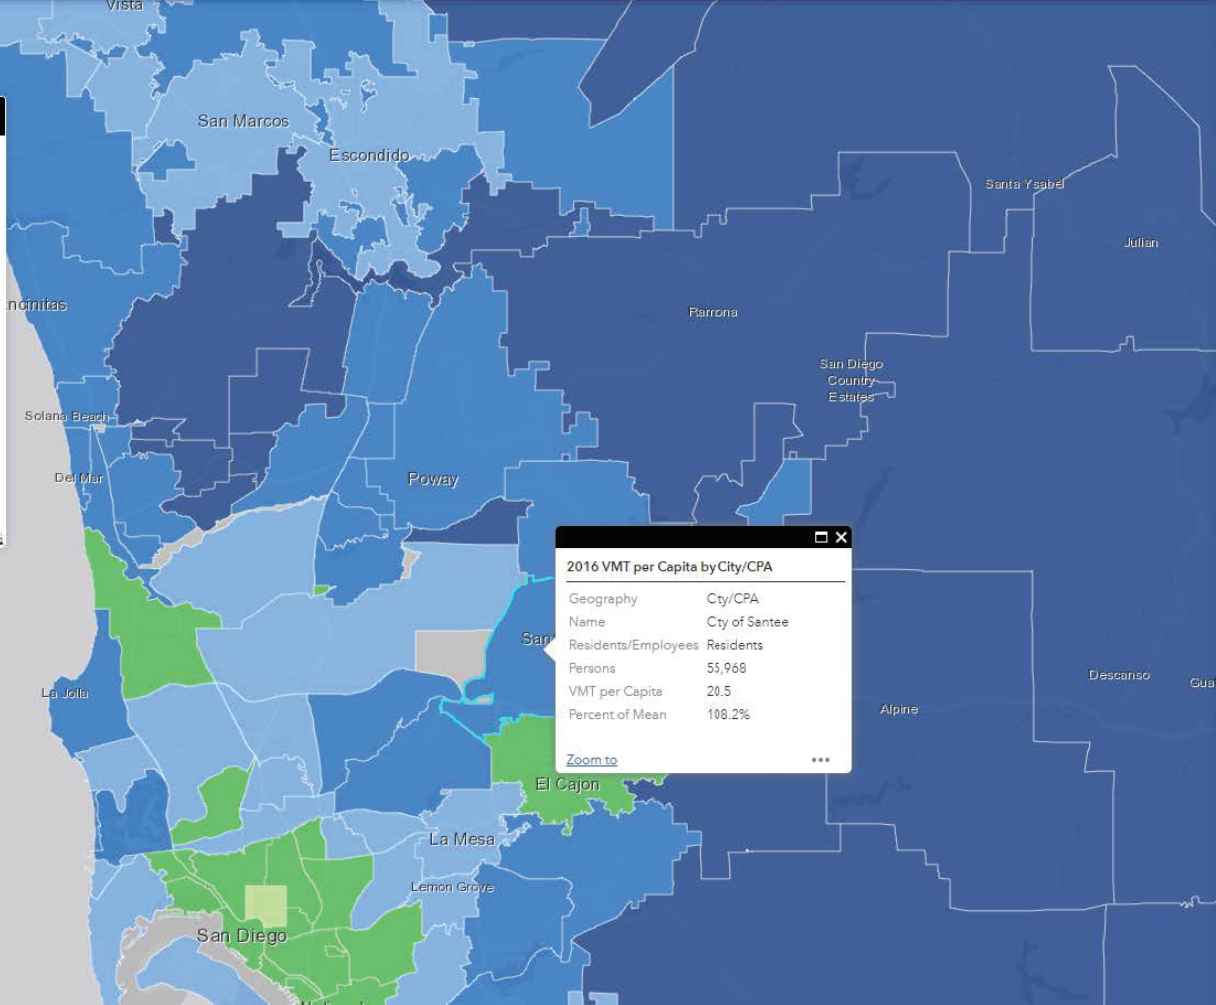 Vista
San Marcos
Escondido
Santa Ysabel
Julian
ncinitas
Ramona
San Diego
Country
Estates
Solana Beach
Del Mar
Poway
2016 VMT per Capita by City/CPA
Geography Cty/CPA
Name Cty of Santee
Residents/Employees Residents
Persons 55,968
VMT per Capita 20.5
Percent of Mean 108.2%
Zoom to
San
La Jolla
Descanso
Gua
Alpine
El Cajon
La Mesa
Lemon Grove
San Diego